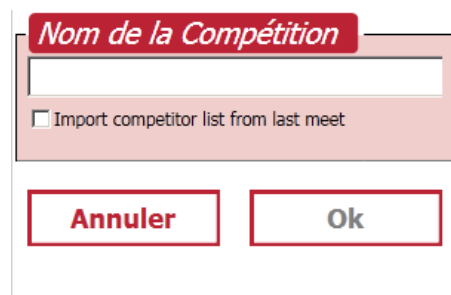 Nom de la Compétition
Import competitor list from last meet
Annuler
Ok